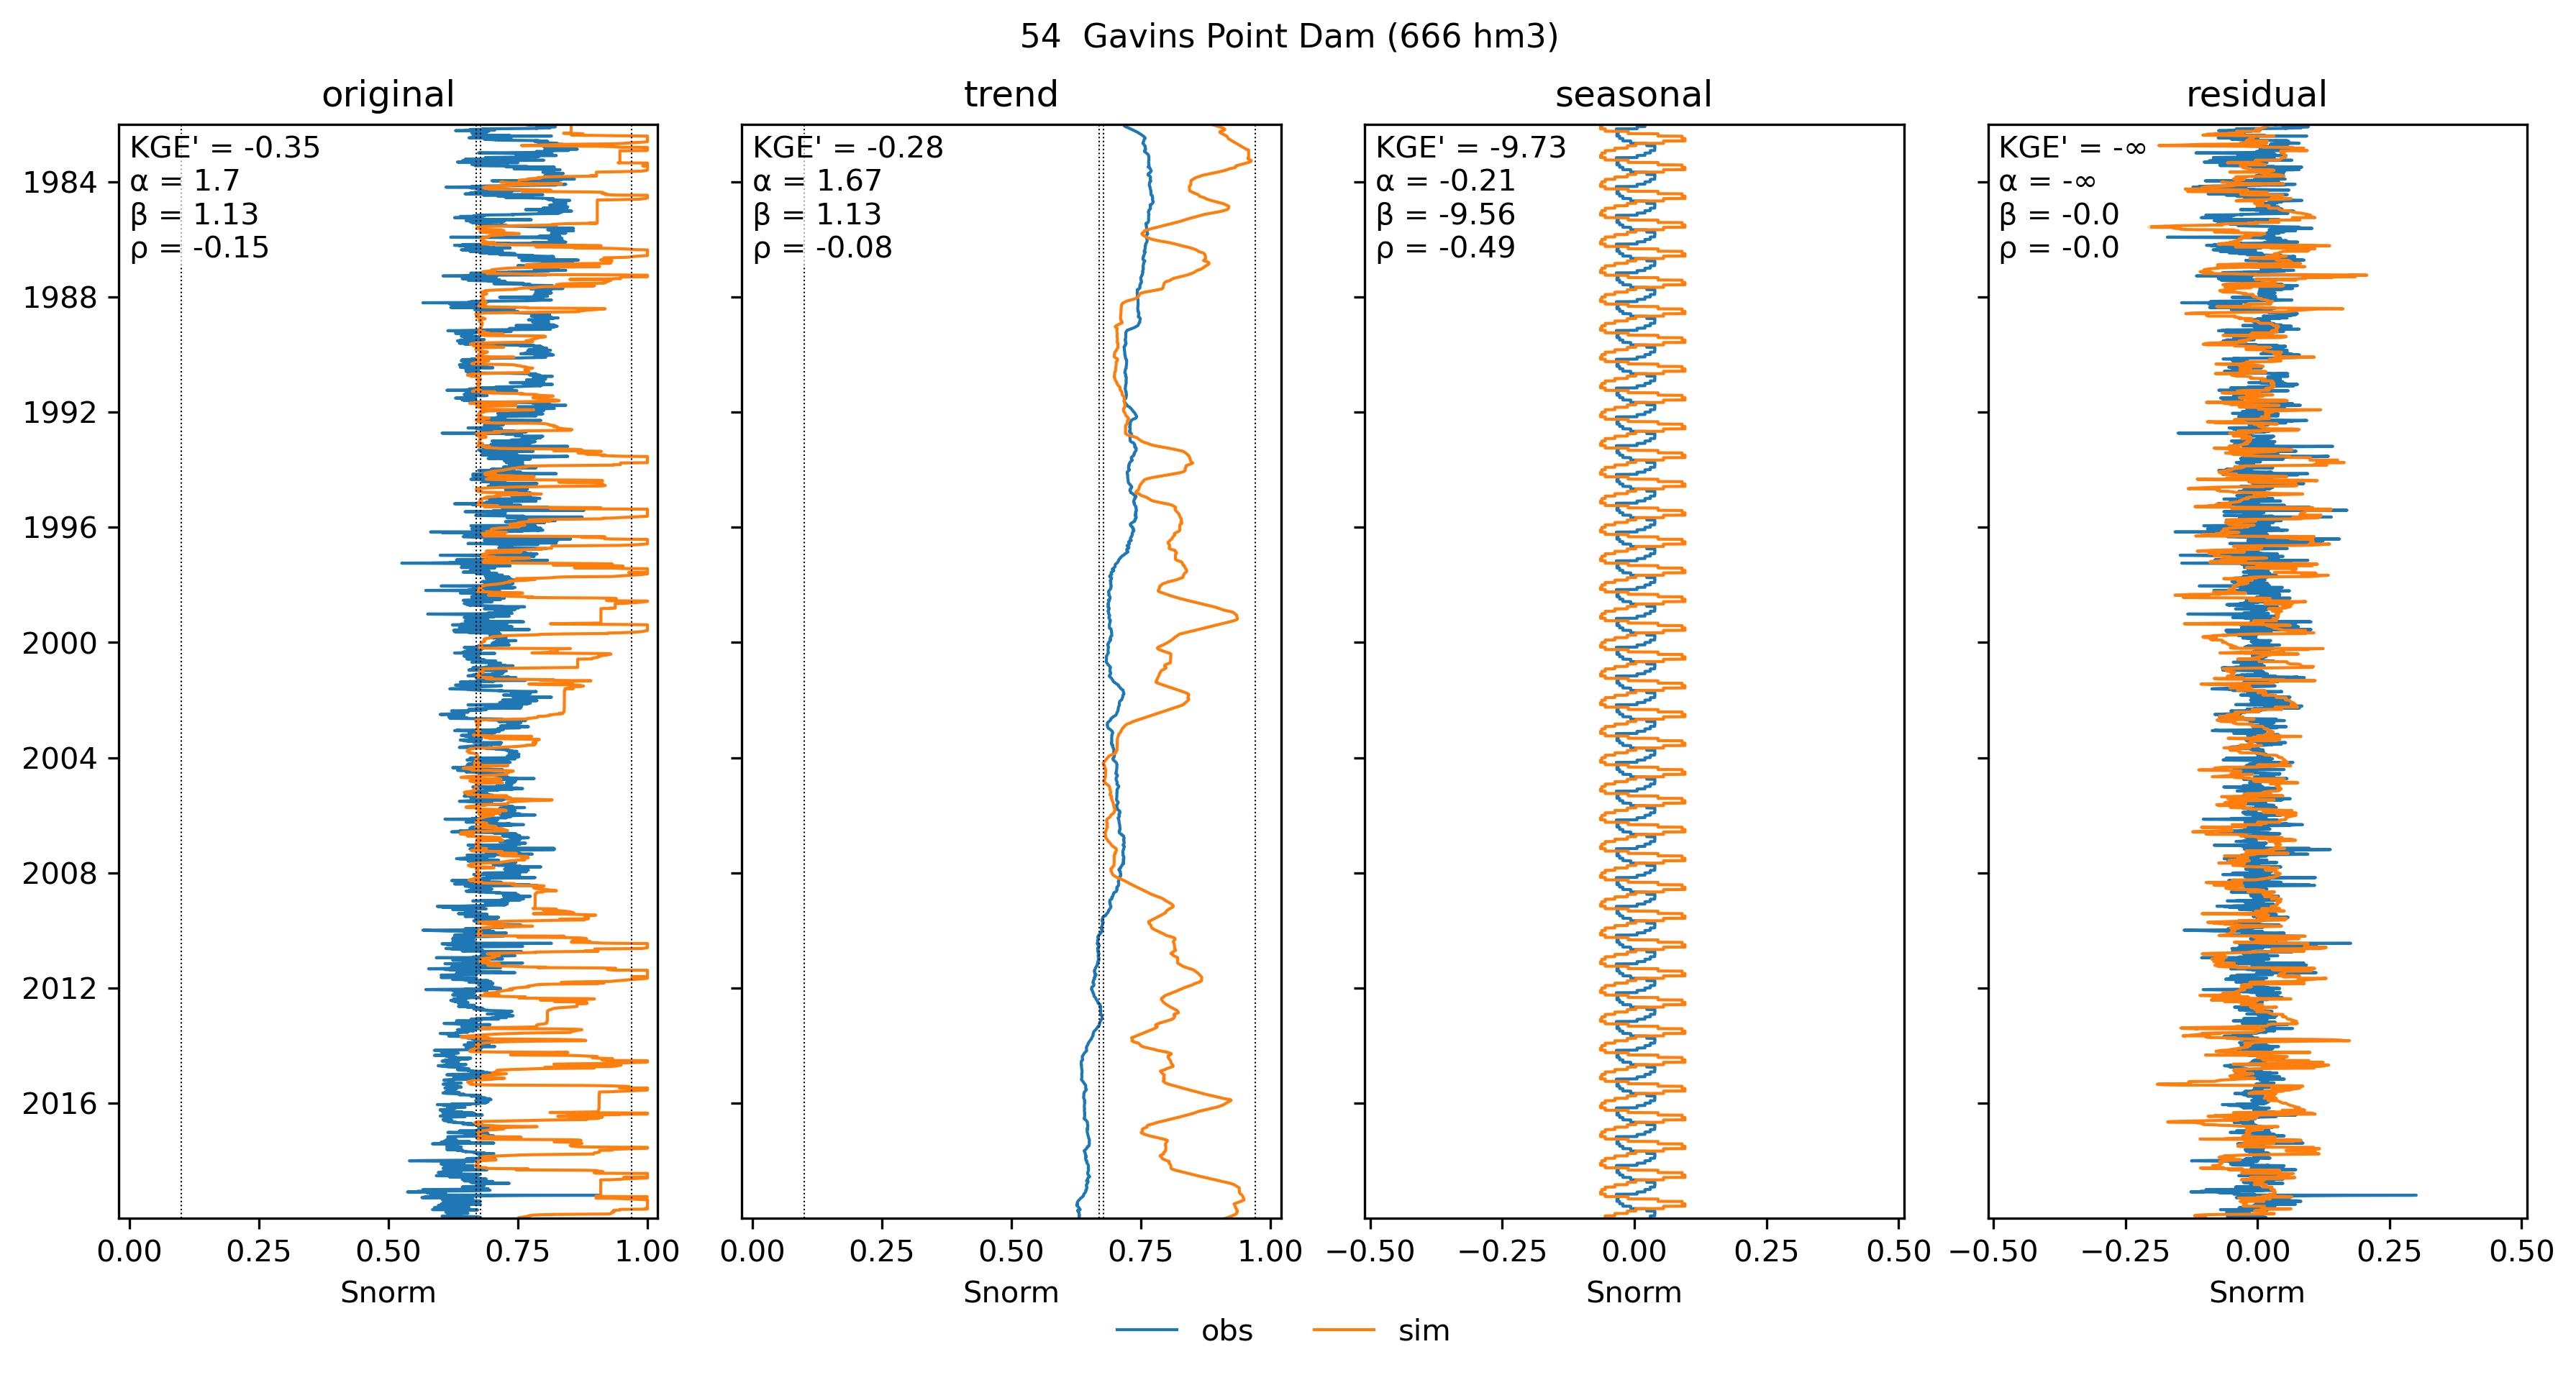 54  Gavins Point Dam (666 hm3)
original
trend
seasonal
residual
KGE' = -0.35
α = 1.7
β = 1.13
ρ = -0.15
KGE' = -0.28
α = 1.67
β = 1.13
ρ = -0.08
KGE' = -9.73
α = -0.21
β = -9.56
ρ = -0.49
KGE' = -∞
α = -∞
β = -0.0
ρ = -0.0
1984
1988
1992
1996
2000
2004
2008
2012
2016
0.00 0.25 0.50 0.75 1.00
0.00 0.25 0.50 0.75 1.00
−0.50 −0.25 0.00 0.25 0.50
−0.50 −0.25 0.00 0.25 0.50
Snorm
Snorm
Snorm
Snorm
obs sim